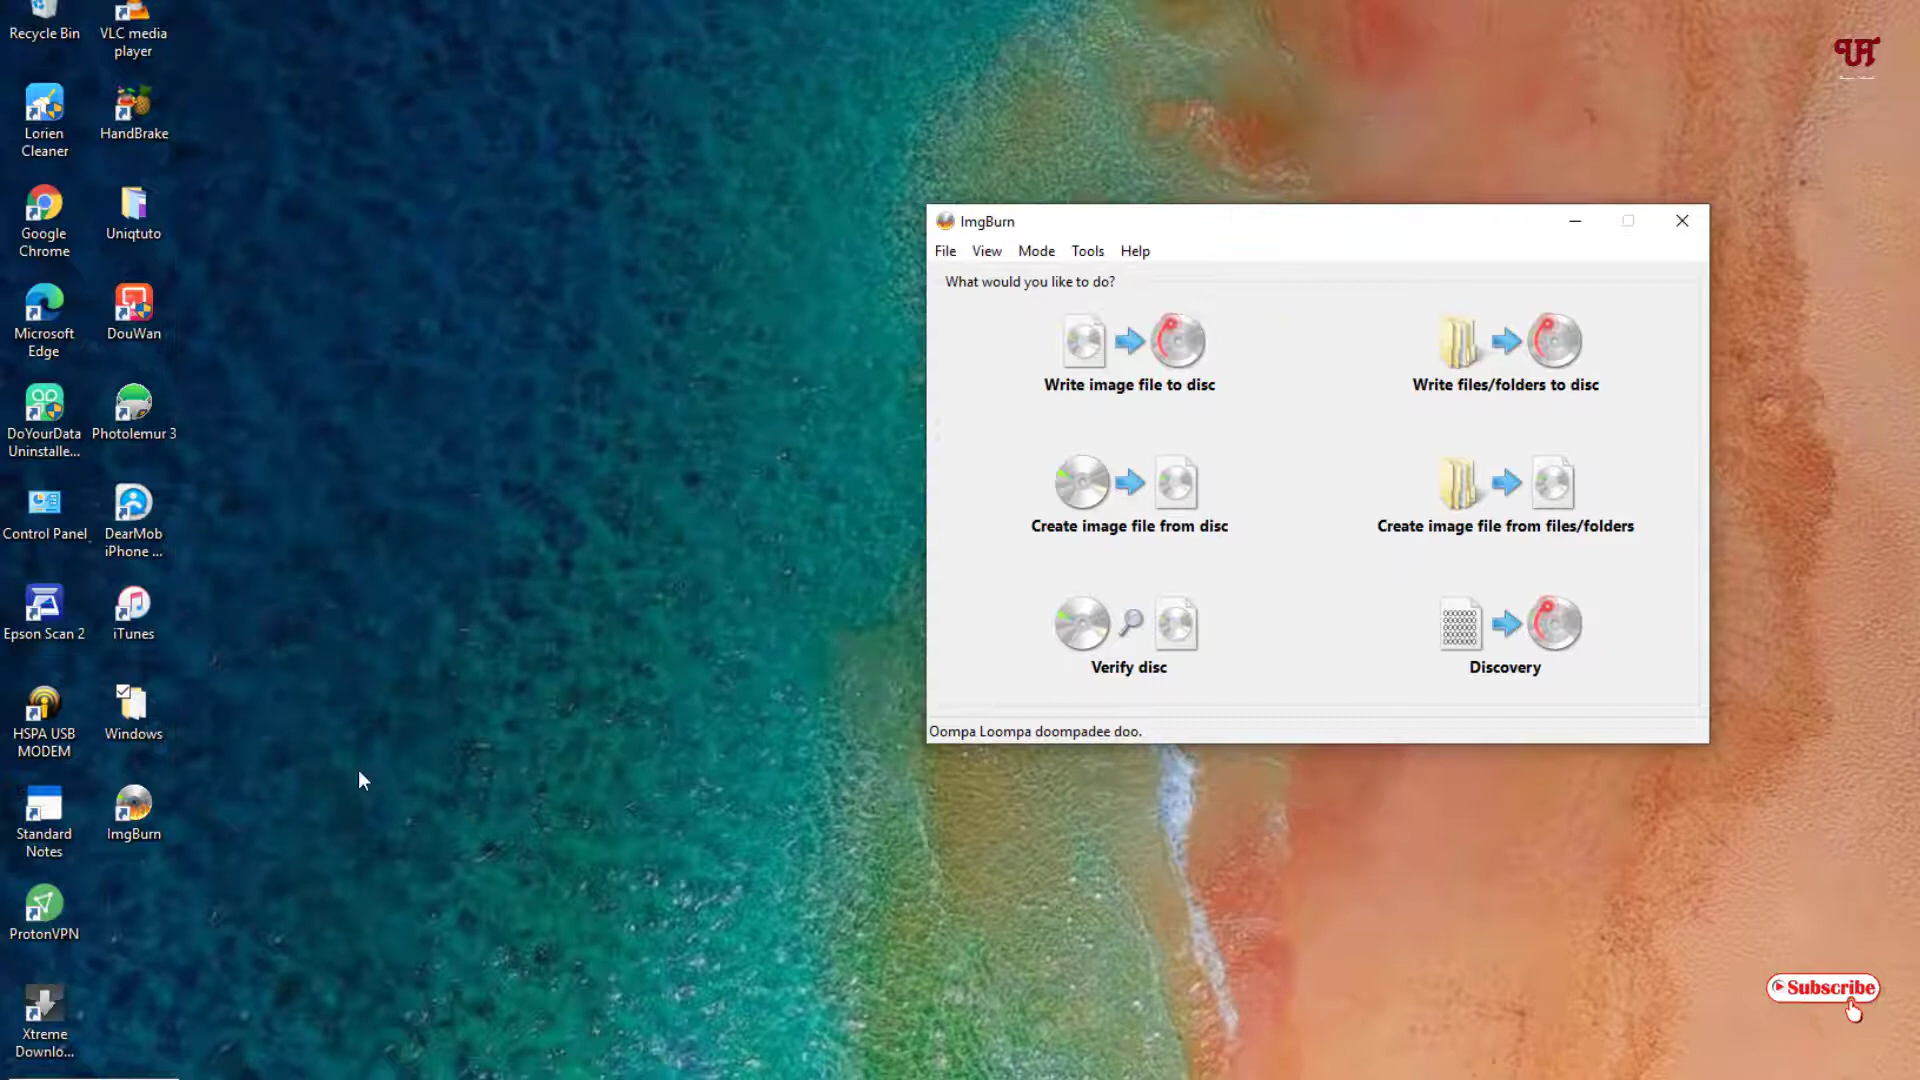 Recycle Bin
VLC media
player
Lorien
Cleaner
HandBrake
Google
Chrome
Uniqtuto
Microsoft
Edge
DouWan
DoYourData
Uninstalle...
Photolemur 3
Control Panel
DearMob
iPhone ...
Epson Scan 2
iTunes
HSPA USB
MODEM
Windows
Standard
Notes
ImgBurn
ProtonVPN
Xtreme
Downlo...
ImgBurn
File View Mode Tools Help
What would you like to do?
Write image file to disc
Write files/folders to disc
Create image file from disc
Create image file from files/folders
Verify disc
Discovery
Oompa Loompa doompadee doo.
UT
Subscribe